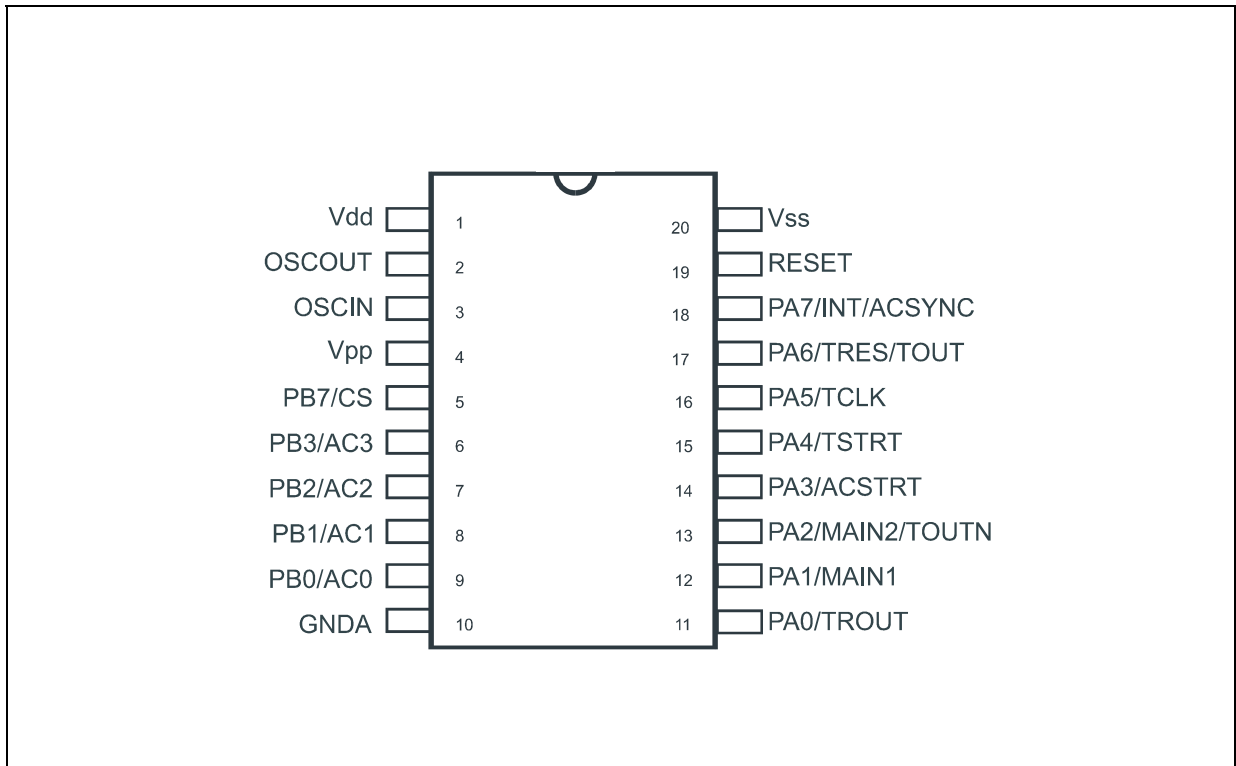 Vdd 1 20 Vss
OSCOUT 2 19 RESET
OSCIN 3 18 PA7/INT/ACSYNC
Vpp 4 17 PA6/TRES/TOUT
PB7/CS 5 16 PA5/TCLK
PB3/AC3 6 15 PA4/TSTRT
PB2/AC2 7 14 PA3/ACSTRT
PB1/AC1 8 13 PA2/MAIN2/TOUTN
PB0/AC0 9 12 PA1/MAIN1
GNDA 10 11 PA0/TROUT